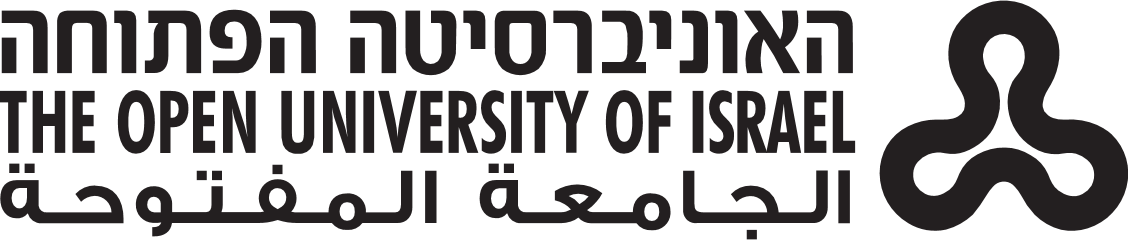 האוניברסיטה הפתוחה
THE OPEN UNIVERSITY OF ISRAEL
الجامعة المفتوحة